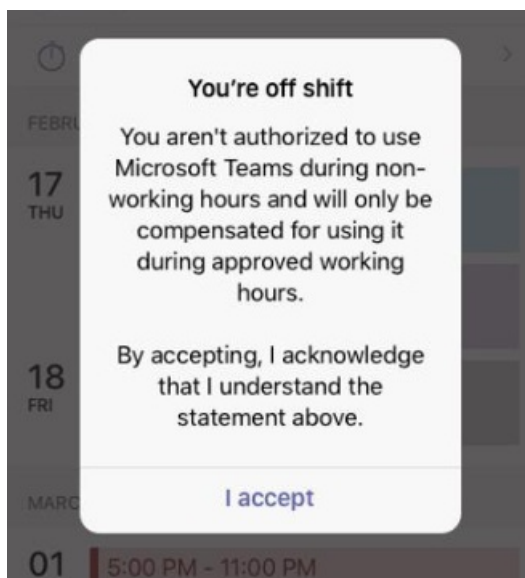 You're off shift
FEBRU
You aren't authorized to use
Microsoft Teams during non-
working hours and will only be
compensated for using it
during approved working
hours.
17
THU
By accepting, I acknowledge
that I understand the
statement above.
18
FRI
I accept
MARC
01
5:00 PM - 11:00 PM